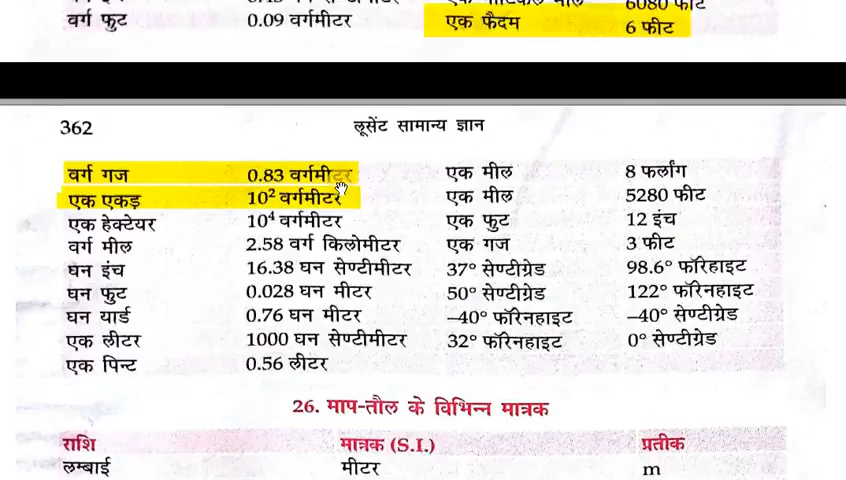 वर्ग फुट 0.09 वर्गमीटर एक फैदम 6 फीट
362 लूसेंट सामान्य ज्ञान
वर्ग गज 0.83 वर्गमीटर एक मील 8 फर्लांग
एक एकड़ 10² वर्गमीटर एक मील 5280 फीट
एक हेक्टेयर 10⁴ वर्गमीटर एक फुट 12 इंच
वर्ग मील 2.58 वर्ग किलोमीटर एक गज 3 फीट
घन इंच 16.38 घन सेण्टीमीटर 37° सेण्टीग्रेड 98.6° फॉरेहाइट
घन फुट 0.028 घन मीटर 50° सेण्टीग्रेड 122° फॉरेनहाइट
घन यार्ड 0.76 घन मीटर –40° फॉरेनहाइट –40° सेण्टीग्रेड
एक लीटर 1000 घन सेण्टीमीटर 32° फॉरेनहाइट 0° सेण्टीग्रेड
एक पिन्ट 0.56 लीटर
26. माप-तौल के विभिन्न मात्रक
राशि मात्रक (S.I.) प्रतीक
लम्बाई मीटर m